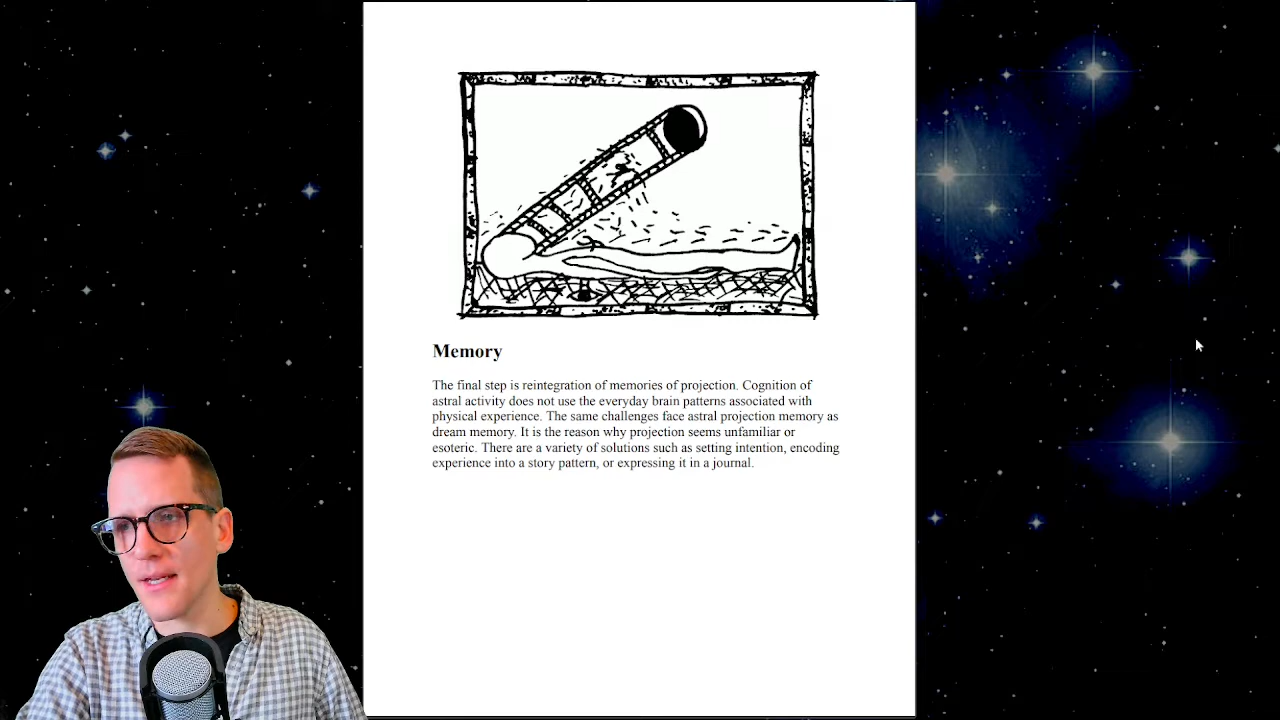 Memory
The final step is reintegration of memories of projection. Cognition of
astral activity does not use the everyday brain patterns associated with
physical experience. The same challenges face astral projection memory as
dream memory. It is the reason why projection seems unfamiliar or
esoteric. There are a variety of solutions such as setting intention, encoding
experience into a story pattern, or expressing it in a journal.